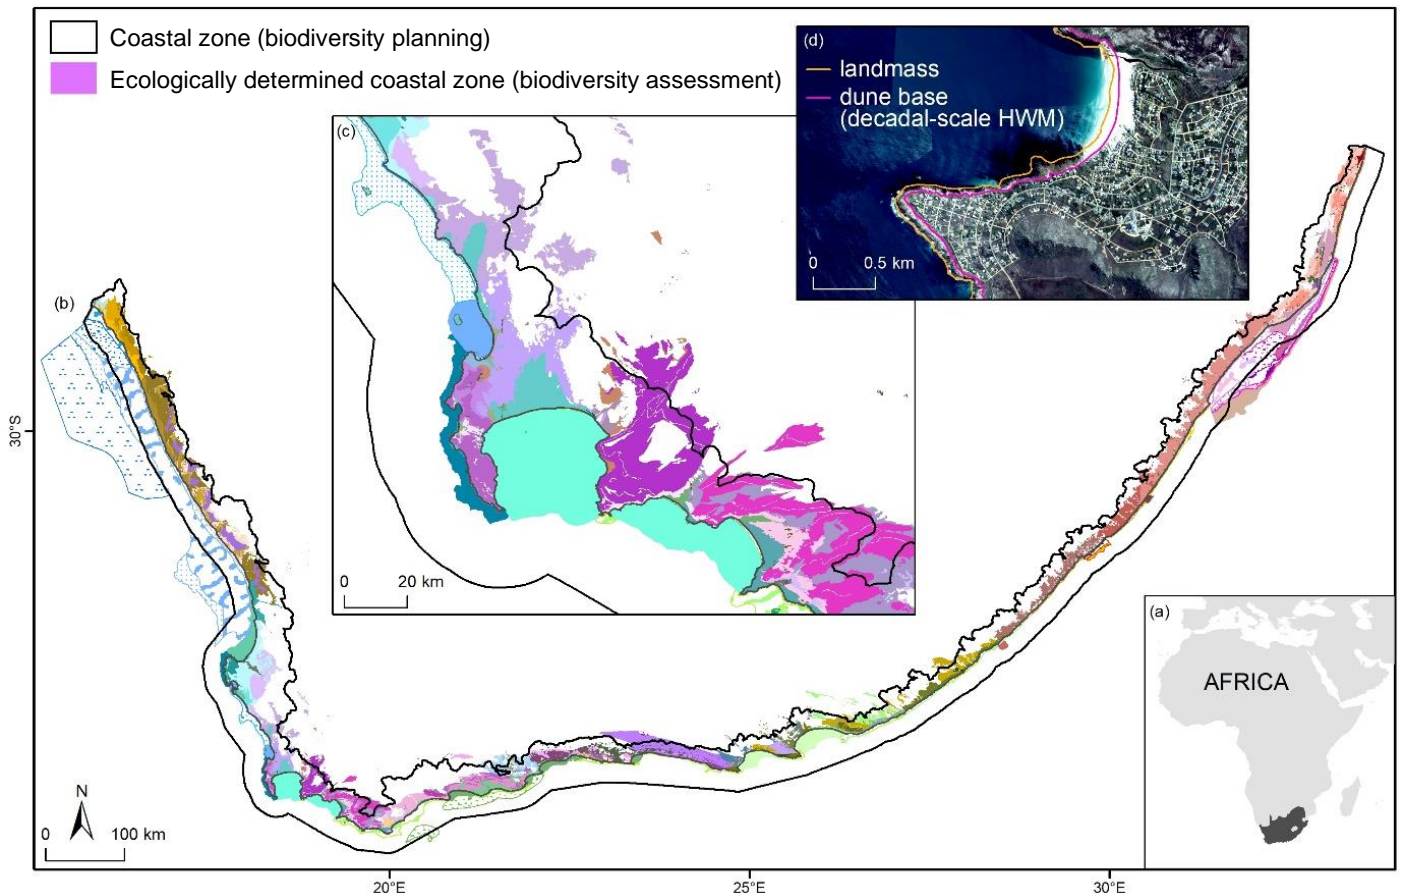 Coastal zone (biodiversity planning)
Ecologically determined coastal zone (biodiversity assessment)
(d)
landmass
dune base
(decadal-scale HWM)
0 0.5 km
(c)
0 20 km
(b)
30°S
(a)
AFRICA
N
0 100 km
20°E 25°E 30°E